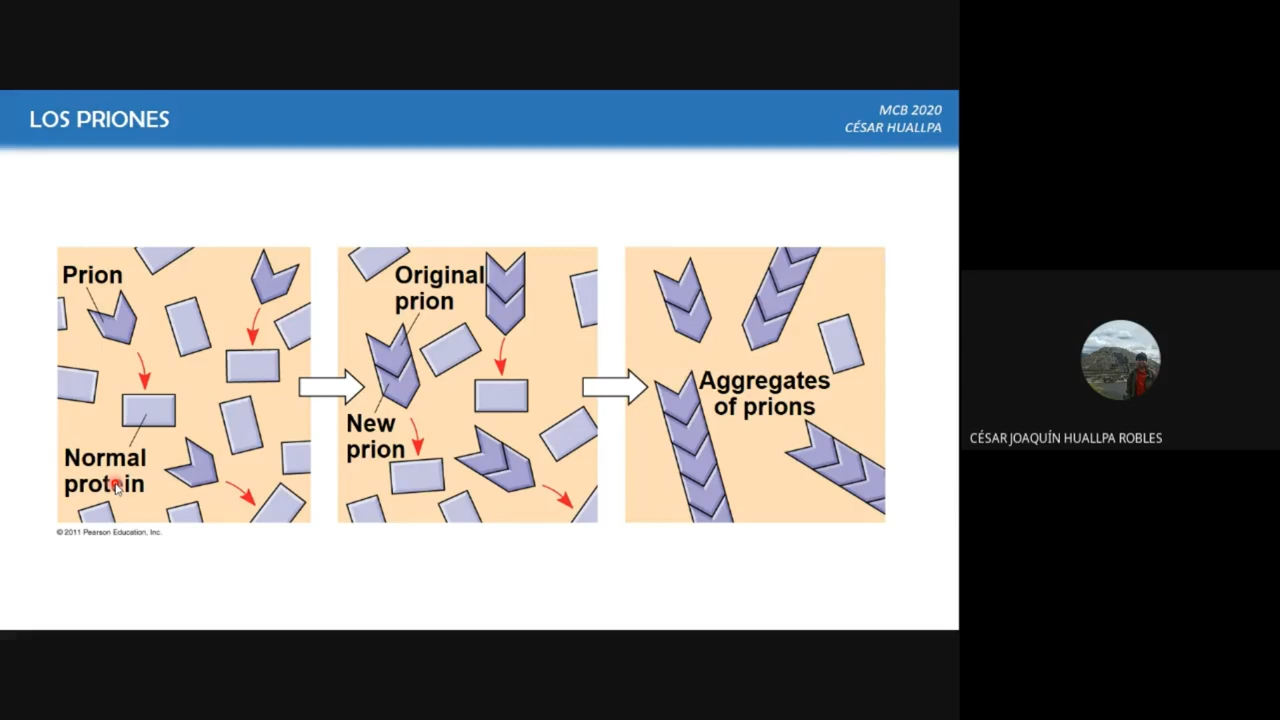 LOS PRIONES
MCB 2020
CÉSAR HUALLPA
Prion
Normal
protein
Original
prion
New
prion
Aggregates
of prions
© 2011 Pearson Education, Inc.
CÉSAR JOAQUÍN HUALLPA ROBLES